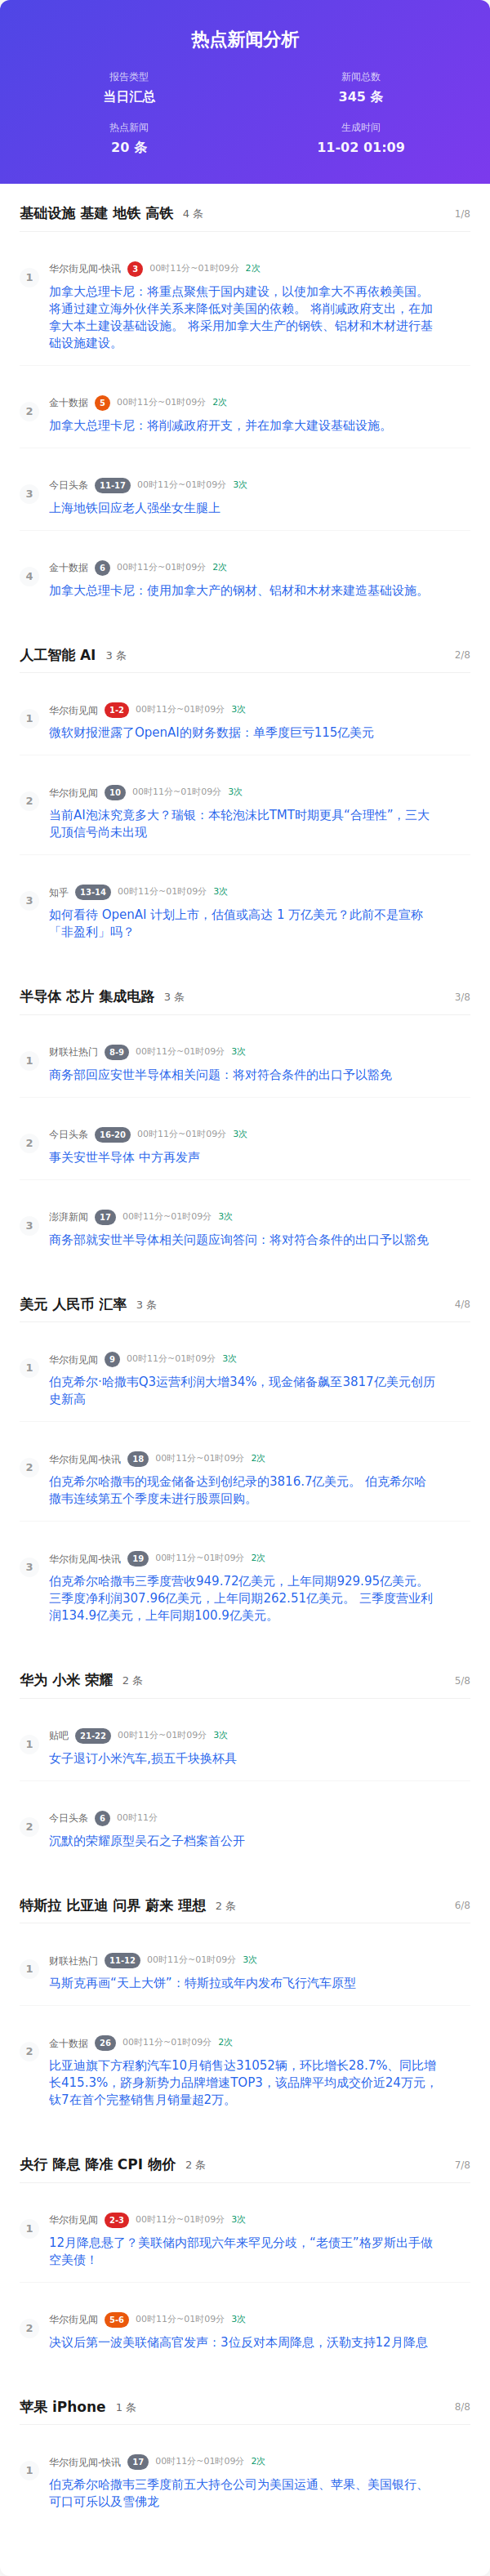 热点新闻分析
报告类型
新闻总数
当日汇总
345 条
热点新闻
生成时间
20 条
11-02 01:09
基础设施 基建 地铁 高铁 4 条 1/8
1
华尔街见闻-快讯 3 00时11分~01时09分 2次
加拿大总理卡尼：将重点聚焦于国内建设，以使加拿大不再依赖美国。
将通过建立海外伙伴关系来降低对美国的依赖。 将削减政府支出，在加
拿大本土建设基础设施。 将采用加拿大生产的钢铁、铝材和木材进行基
础设施建设。
2
金十数据 5 00时11分~01时09分 2次
加拿大总理卡尼：将削减政府开支，并在加拿大建设基础设施。
3
今日头条 11-17 00时11分~01时09分 3次
上海地铁回应老人强坐女生腿上
4
金十数据 6 00时11分~01时09分 2次
加拿大总理卡尼：使用加拿大产的钢材、铝材和木材来建造基础设施。
人工智能 AI 3 条 2/8
1
华尔街见闻 1-2 00时11分~01时09分 3次
微软财报泄露了OpenAI的财务数据：单季度巨亏115亿美元
2
华尔街见闻 10 00时11分~01时09分 3次
当前AI泡沫究竟多大？瑞银：本轮泡沫比TMT时期更具“合理性”，三大
见顶信号尚未出现
3
知乎 13-14 00时11分~01时09分 3次
如何看待 OpenAI 计划上市，估值或高达 1 万亿美元？此前不是宣称
「非盈利」吗？
半导体 芯片 集成电路 3 条 3/8
1
财联社热门 8-9 00时11分~01时09分 3次
商务部回应安世半导体相关问题：将对符合条件的出口予以豁免
2
今日头条 16-20 00时11分~01时09分 3次
事关安世半导体 中方再发声
3
澎湃新闻 17 00时11分~01时09分 3次
商务部就安世半导体相关问题应询答问：将对符合条件的出口予以豁免
美元 人民币 汇率 3 条 4/8
1
华尔街见闻 9 00时11分~01时09分 3次
伯克希尔·哈撒韦Q3运营利润大增34%，现金储备飙至3817亿美元创历
史新高
2
华尔街见闻-快讯 18 00时11分~01时09分 2次
伯克希尔哈撒韦的现金储备达到创纪录的3816.7亿美元。 伯克希尔哈
撒韦连续第五个季度未进行股票回购。
3
华尔街见闻-快讯 19 00时11分~01时09分 2次
伯克希尔哈撒韦三季度营收949.72亿美元，上年同期929.95亿美元。
三季度净利润307.96亿美元，上年同期262.51亿美元。 三季度营业利
润134.9亿美元，上年同期100.9亿美元。
华为 小米 荣耀 2 条 5/8
1
贴吧 21-22 00时11分~01时09分 3次
女子退订小米汽车,损五千块换杯具
2
今日头条 6 00时11分
沉默的荣耀原型吴石之子档案首公开
特斯拉 比亚迪 问界 蔚来 理想 2 条 6/8
1
财联社热门 11-12 00时11分~01时09分 3次
马斯克再画“天上大饼”：特斯拉或年内发布飞行汽车原型
2
金十数据 26 00时11分~01时09分 2次
比亚迪旗下方程豹汽车10月销售达31052辆，环比增长28.7%、同比增
长415.3%，跻身新势力品牌增速TOP3，该品牌平均成交价近24万元，
钛7在首个完整销售月销量超2万。
央行 降息 降准 CPI 物价 2 条 7/8
1
华尔街见闻 2-3 00时11分~01时09分 3次
12月降息悬了？美联储内部现六年来罕见分歧，“老债王”格罗斯出手做
空美债！
2
华尔街见闻 5-6 00时11分~01时09分 3次
决议后第一波美联储高官发声：3位反对本周降息，沃勒支持12月降息
苹果 iPhone 1 条 8/8
1
华尔街见闻-快讯 17 00时11分~01时09分 2次
伯克希尔哈撒韦三季度前五大持仓公司为美国运通、苹果、美国银行、
可口可乐以及雪佛龙